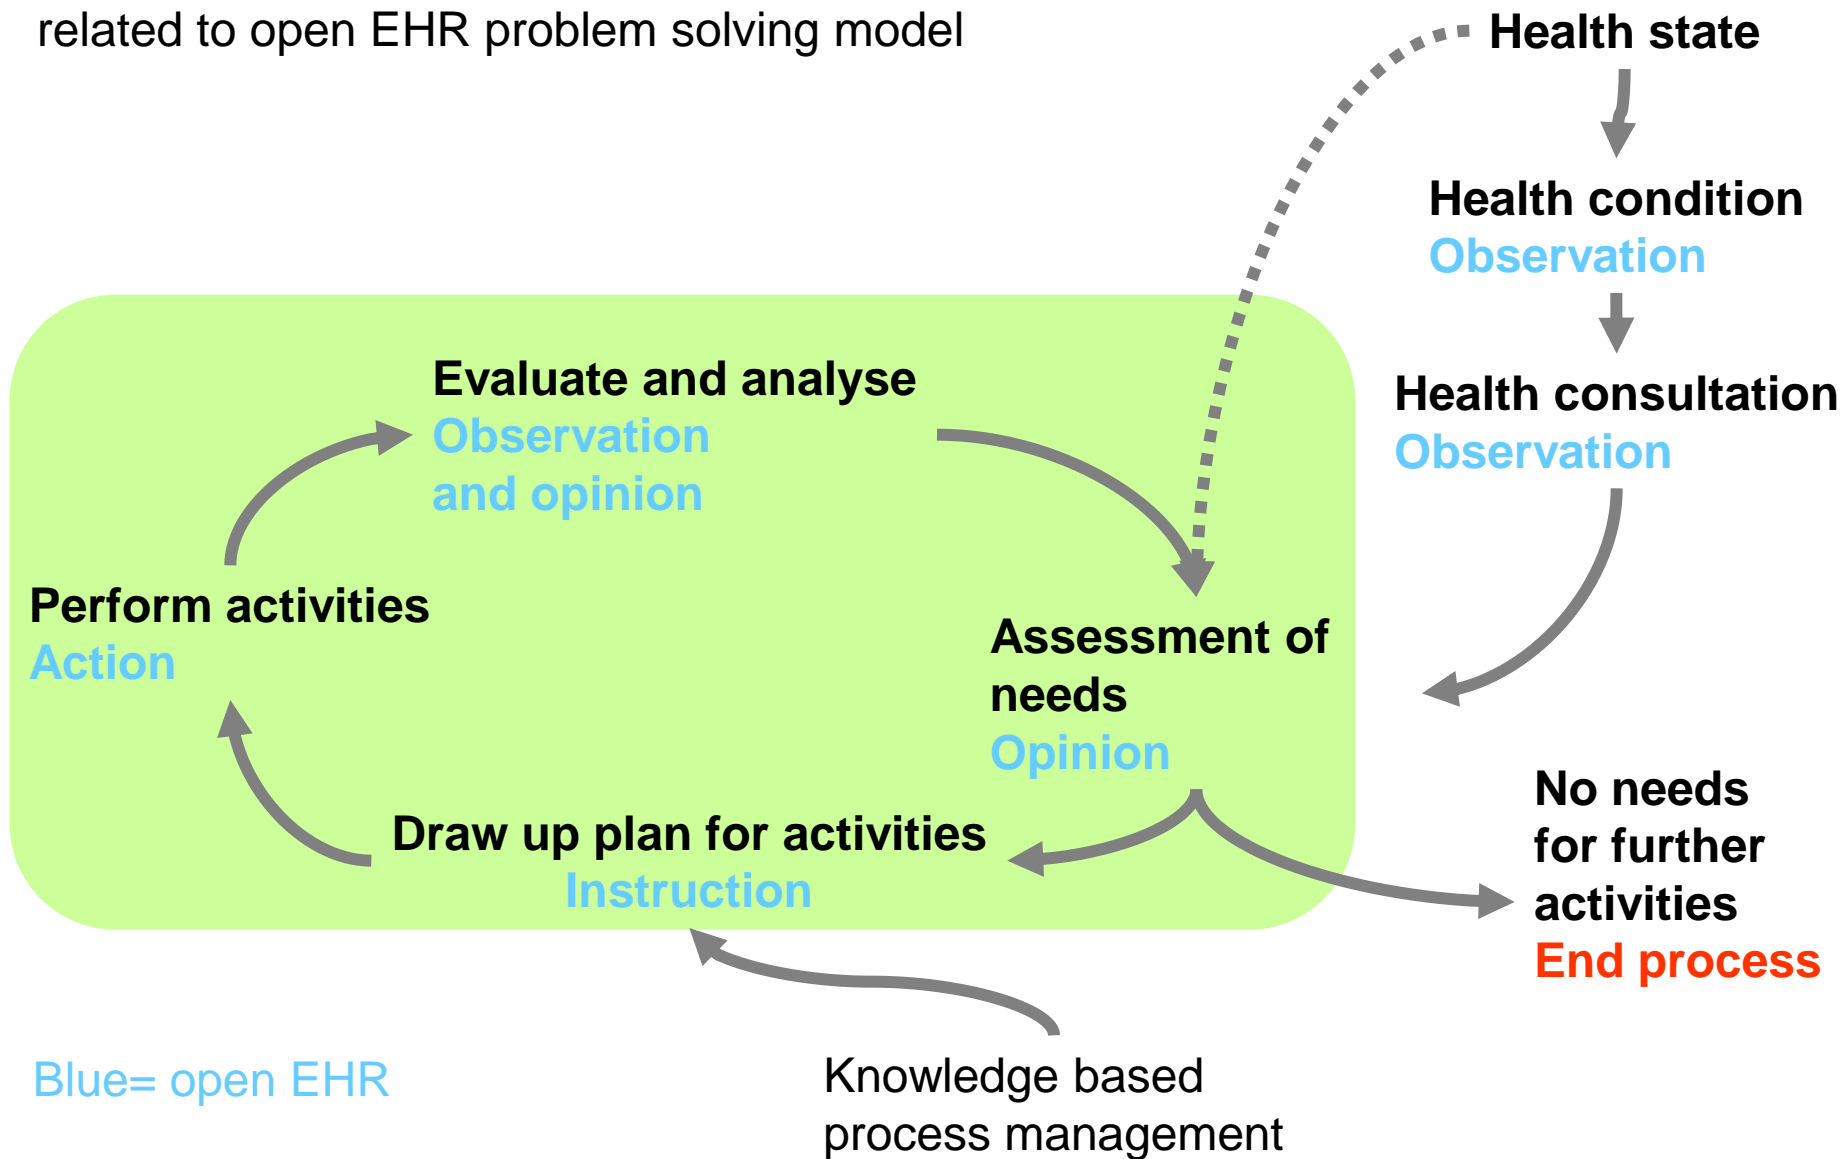 related to open EHR problem solving model
Health state
Health condition
Observation
Health consultation
Observation
Evaluate and analyse
Observation
and opinion
Perform activities
Action
Assessment of
needs
Opinion
Draw up plan for activities
Instruction
No needs
for further
activities
End process
Blue= open EHR
Knowledge based
process management